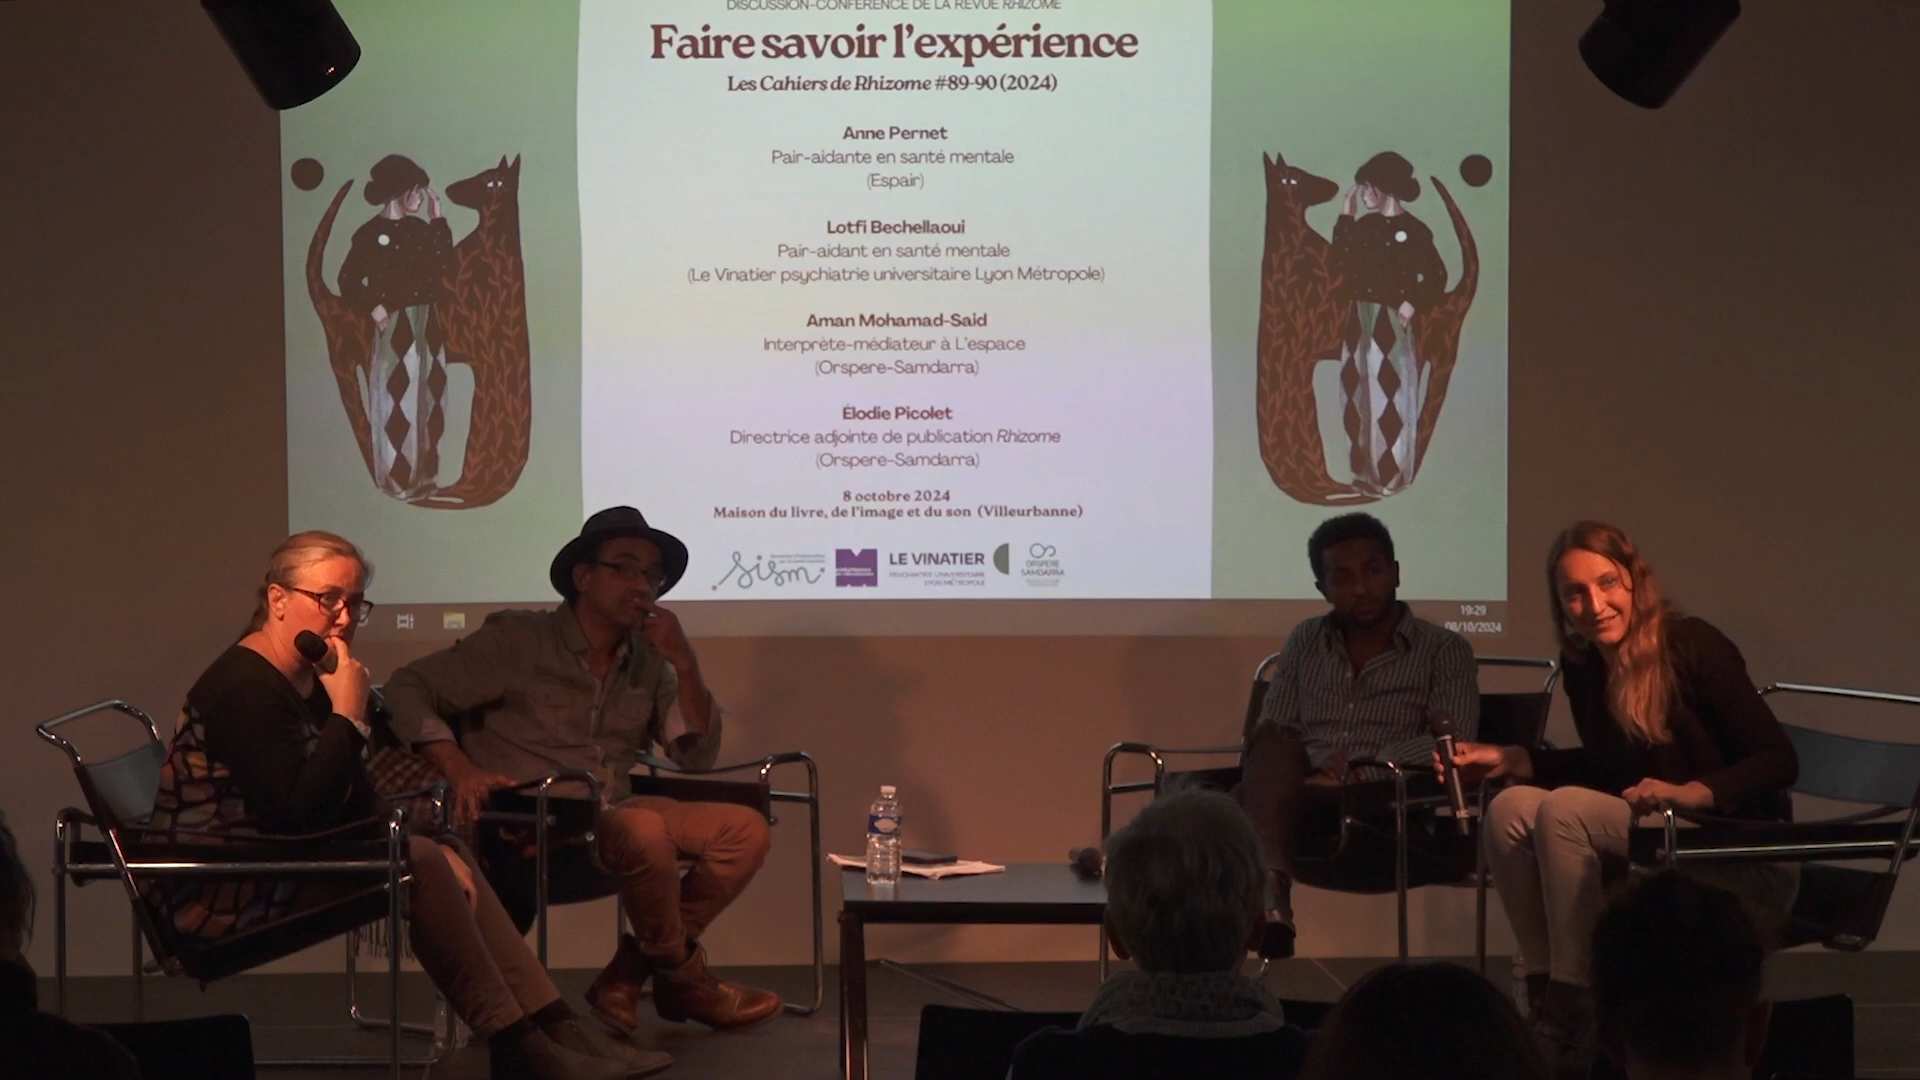 DISCUSSION-CONFÉRENCE DE LA REVUE RHIZOME
Faire savoir l'expérience
Les Cahiers de Rhizome #89-90 (2024)
Anne Pernet
Pair-aidante en santé mentale
(Espair)
Lotfi Bechellaoui
Pair-aidant en santé mentale
(Le Vinatier psychiatrie universitaire Lyon Métropole)
Aman Mohamad-Said
Interprète-médiateur à L'espace
(Orspere-Samdarra)
Élodie Picolet
Directrice adjointe de publication Rhizome
(Orspere-Samdarra)
8 octobre 2024
Maison du livre, de l'image et du son (Villeurbanne)
sism
LE VINATIER
PSYCHIATRIE UNIVERSITAIRE
LYON MÉTROPOLE
ORSPERE
SAMDARRA
19:29
08/10/2024